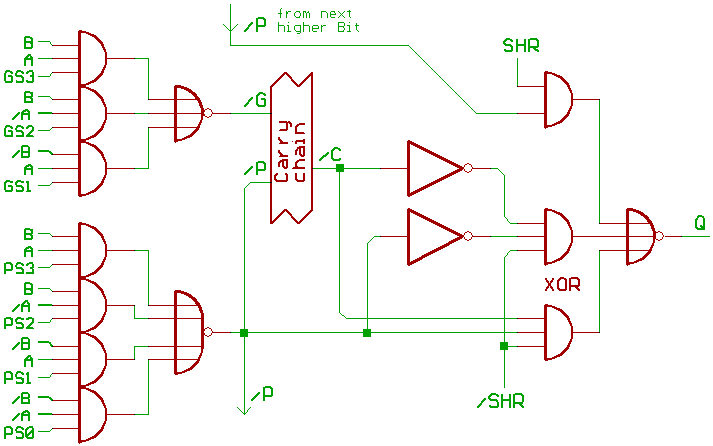 /P
from next
higher Bit
B
A
GS3
B
/A
GS2
/B
A
GS1
/G
/P
Carry
chain
/C
SHR
B
A
PS3
B
/A
PS2
/B
A
PS1
/B
/A
PS0
/P
XOR
/SHR
Q